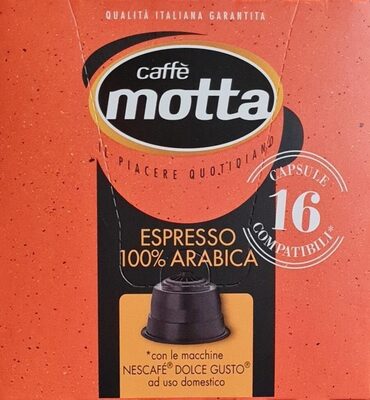 QUALITÀ ITALIANA GARANTITA
caffè
motta
IL PIACERE QUOTIDIANO
CAPSULE
16
COMPATIBILI*
ESPRESSO
100% ARABICA
*con le macchine
NESCAFÉ® DOLCE GUSTO®
ad uso domestico